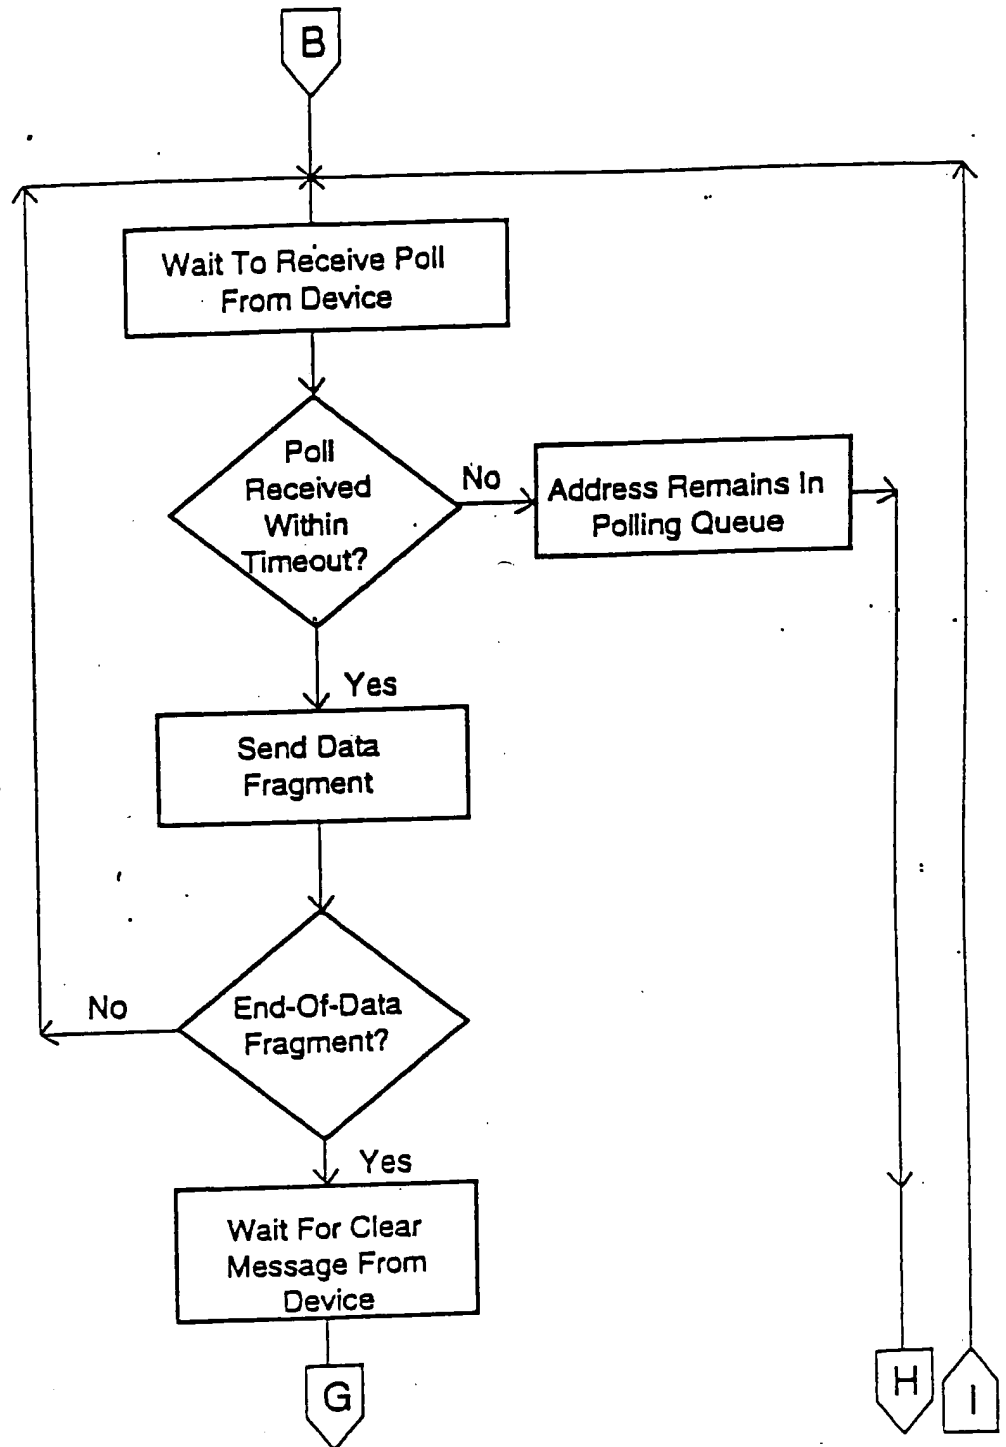 B
Wait To Receive Poll
From Device
Poll
Received
Within
Timeout?
No
Address Remains In
Polling Queue
Yes
Send Data
Fragment
No
End-Of-Data
Fragment?
Yes
Wait For Clear
Message From
Device
G
H
I